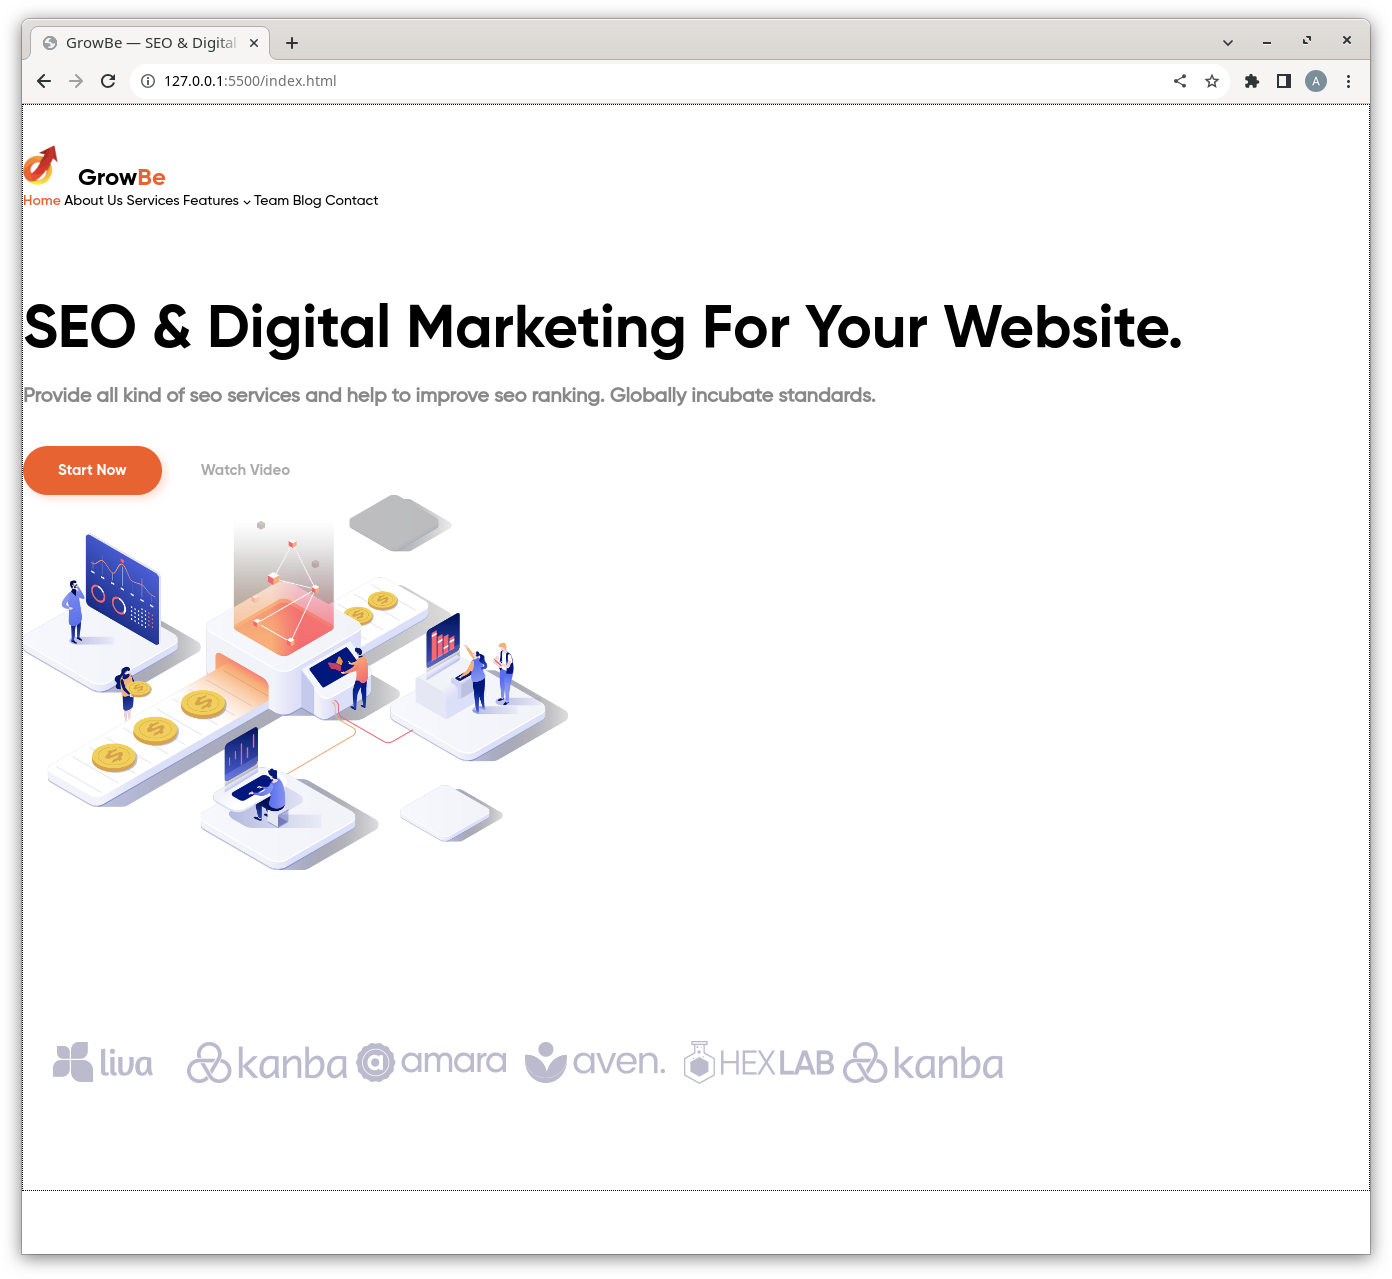 GrowBe — SEO & Digital
127.0.0.1:5500/index.html
A
GrowBe
Home About Us Services Features Team Blog Contact
SEO & Digital Marketing For Your Website.
Provide all kind of seo services and help to improve seo ranking. Globally incubate standards.
Start Now Watch Video
liva kanba amara aven. HEXLAB kanba